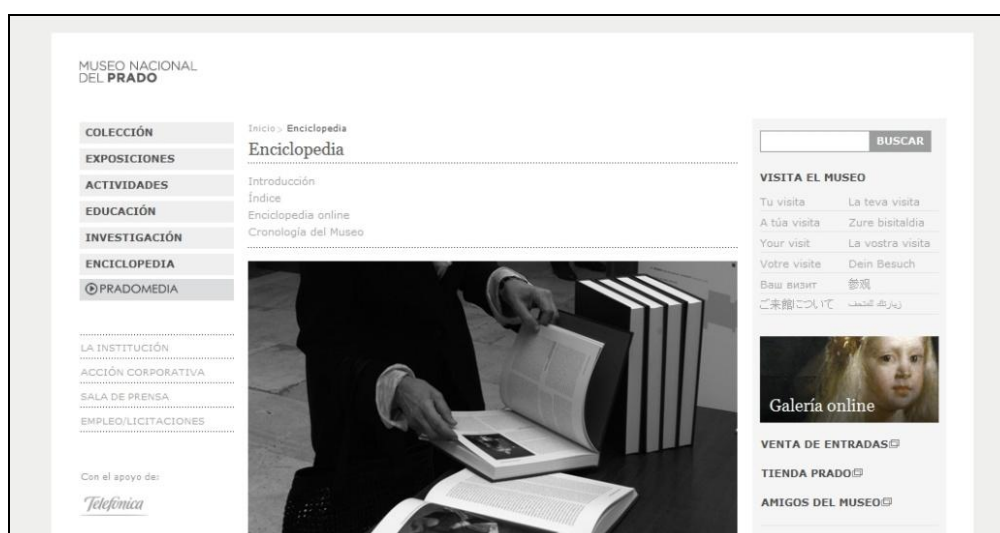 MUSEO NACIONAL
DEL PRADO
COLECCIÓN
EXPOSICIONES
ACTIVIDADES
EDUCACIÓN
INVESTIGACIÓN
ENCICLOPEDIA
PRADOMEDIA
LA INSTITUCIÓN
ACCIÓN CORPORATIVA
SALA DE PRENSA
EMPLEO/LICITACIONES
Con el apoyo de:
Telefónica
Inicio > Enciclopedia
Enciclopedia
Introducción
Índice
Enciclopedia online
Cronología del Museo
BUSCAR
VISITA EL MUSEO
Tu visita La teva visita
A túa visita Zure bisitaldia
Your visit La vostra visita
Votre visite Dein Besuch
Ваш визит 参观
ご来館について زيارتك للمتحف
Galería online
VENTA DE ENTRADAS
TIENDA PRADO
AMIGOS DEL MUSEO